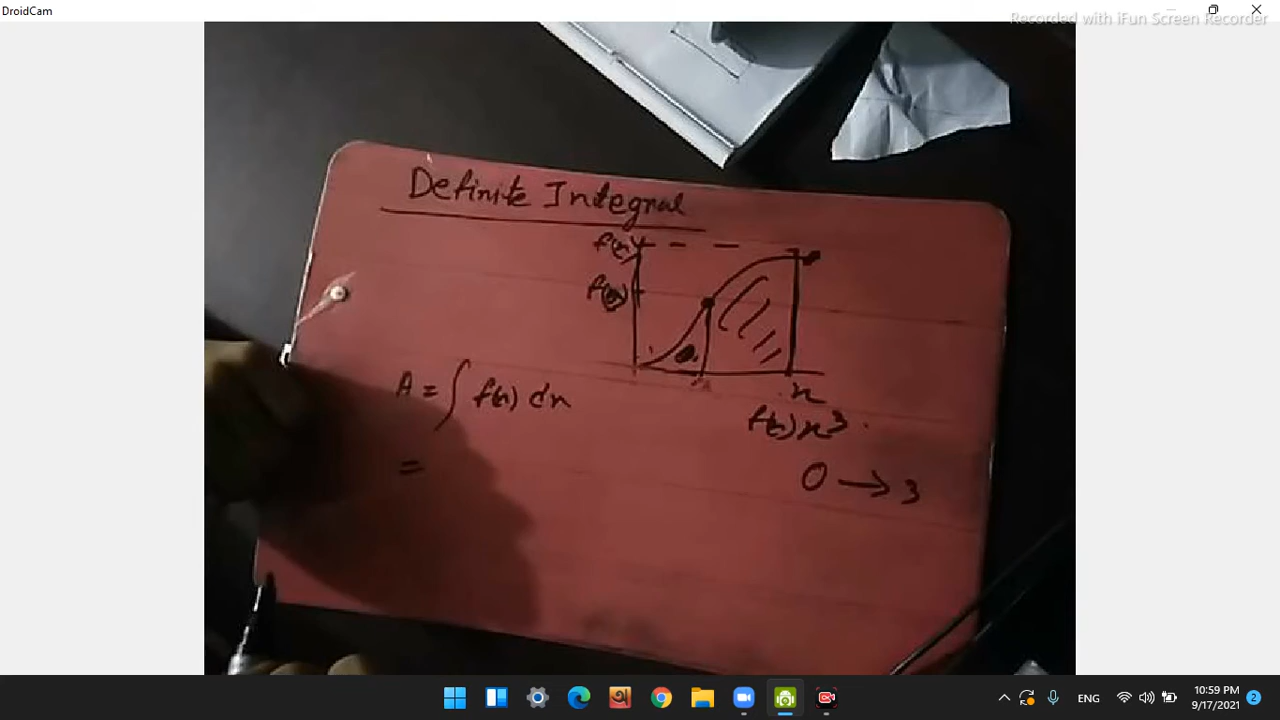 DroidCam
Recorded with iFun Screen Recorder
Definite Integral
f(x)
x
A = ∫ f(x) dx
f(x) x³
=
0 → 3
ENG
10:59 PM
9/17/2021
2